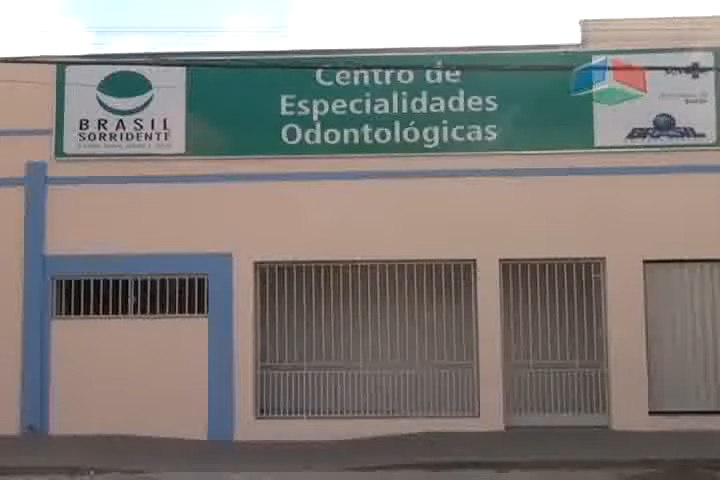 BRASIL
SORRIDENTE
Centro de
Especialidades
Odontológicas
BRASIL